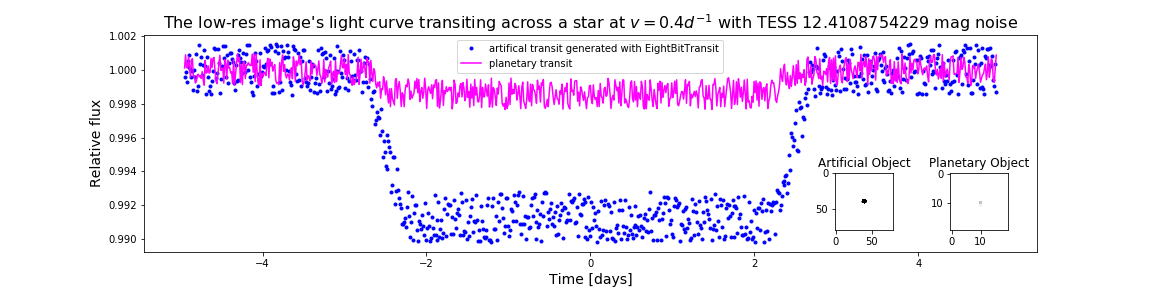 The low-res image's light curve transiting across a star at v = 0.4d⁻¹ with TESS 12.4108754229 mag noise
artifical transit generated with EightBitTransit
planetary transit
Relative flux
1.002
1.000
0.998
0.996
0.994
0.992
0.990
Artificial Object
0
50
0 50
Planetary Object
0
10
0 10
−4 −2 0 2 4
Time [days]